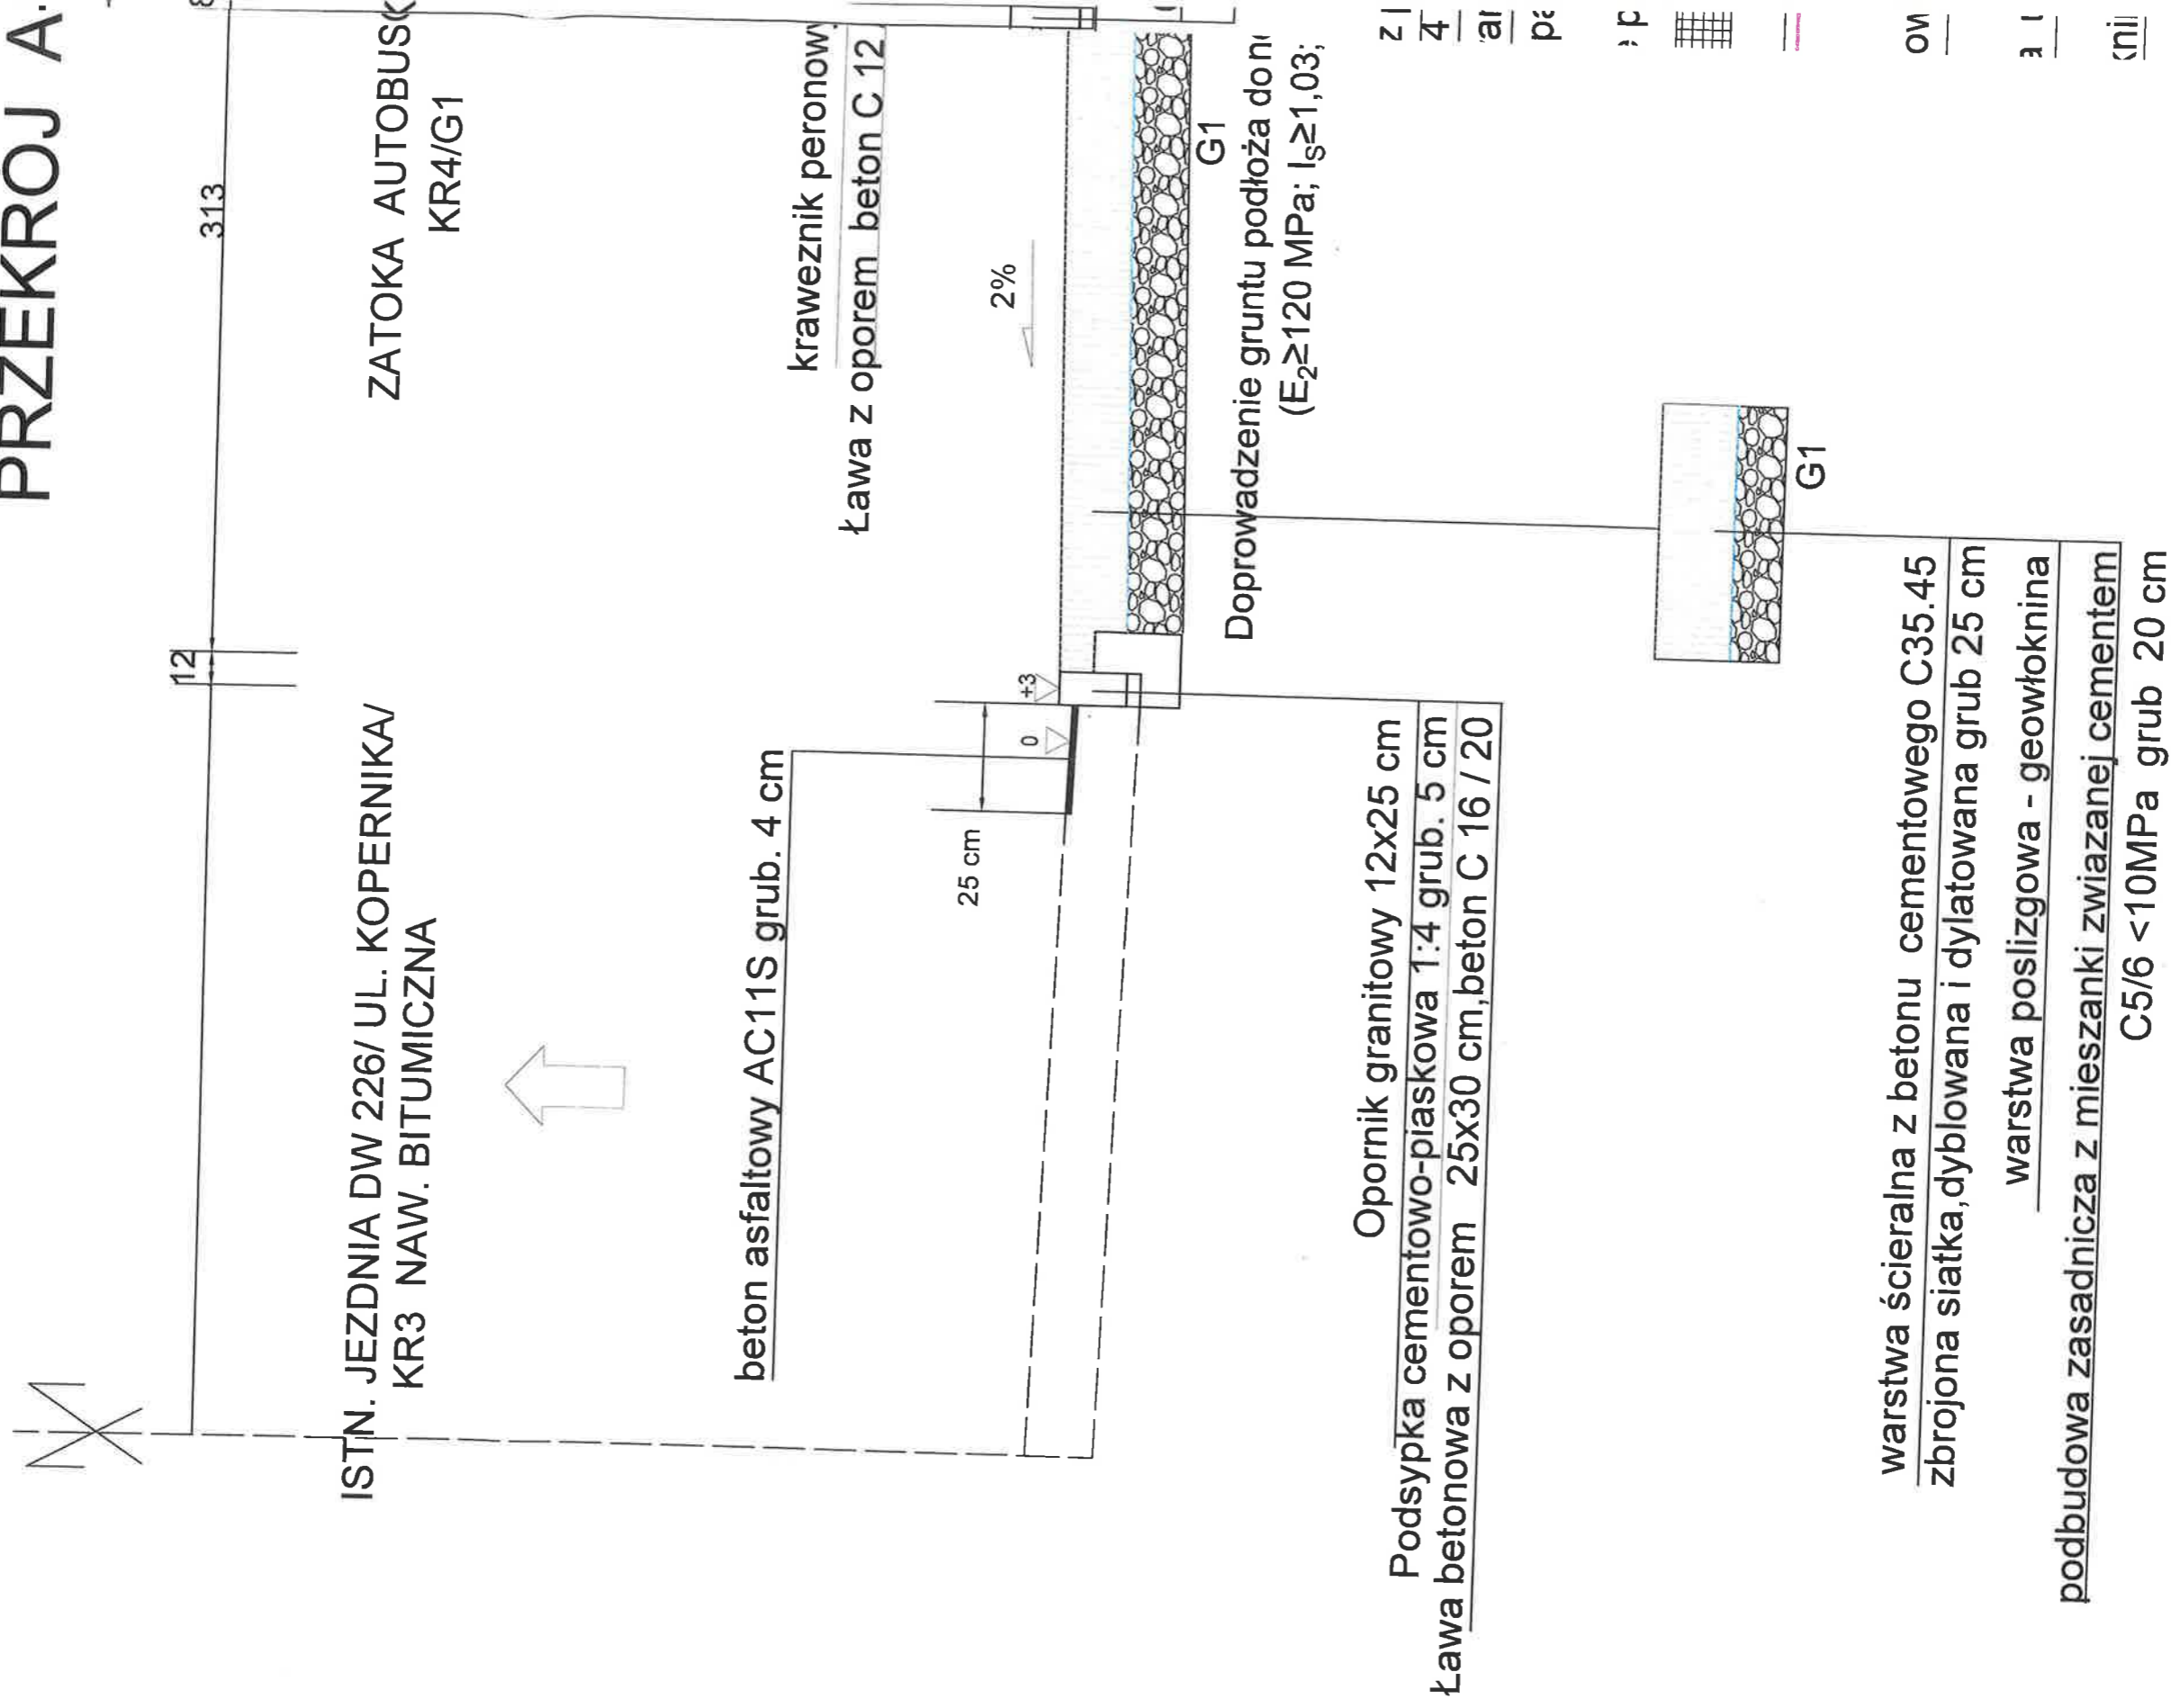 PRZEKROJ A-
12
313
ISTN. JEZDNIA DW 226/ UL. KOPERNIKA/
KR3 NAW. BITUMICZNA
ZATOKA AUTOBUSO
KR4/G1
beton asfaltowy AC11S grub. 4 cm
kraweznik peronowy
Ława z oporem beton C 12
25 cm
0
+3
2%
G1
Doprowadzenie gruntu podłoża do
(E2≥120 MPa; IS≥1,03;
Opornik granitowy 12x25 cm
Podsypka cementowo-piaskowa 1:4 grub. 5 cm
Ława betonowa z oporem 25x30 cm,beton C 16 / 20
G1
warstwa ścieralna z betonu cementowego C35.45
zbrojona siatka,dyblowana i dylatowana grub 25 cm
warstwa poslizgowa - geowłoknina
podbudowa zasadnicza z mieszanki zwiazanej cementem
C5/6 <10MPa grub 20 cm